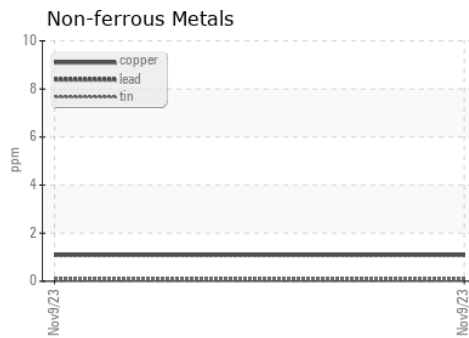 Non-ferrous Metals
10
copper
lead
tin
8
6
ppm
4
2
0
Nov9/23
Nov9/23